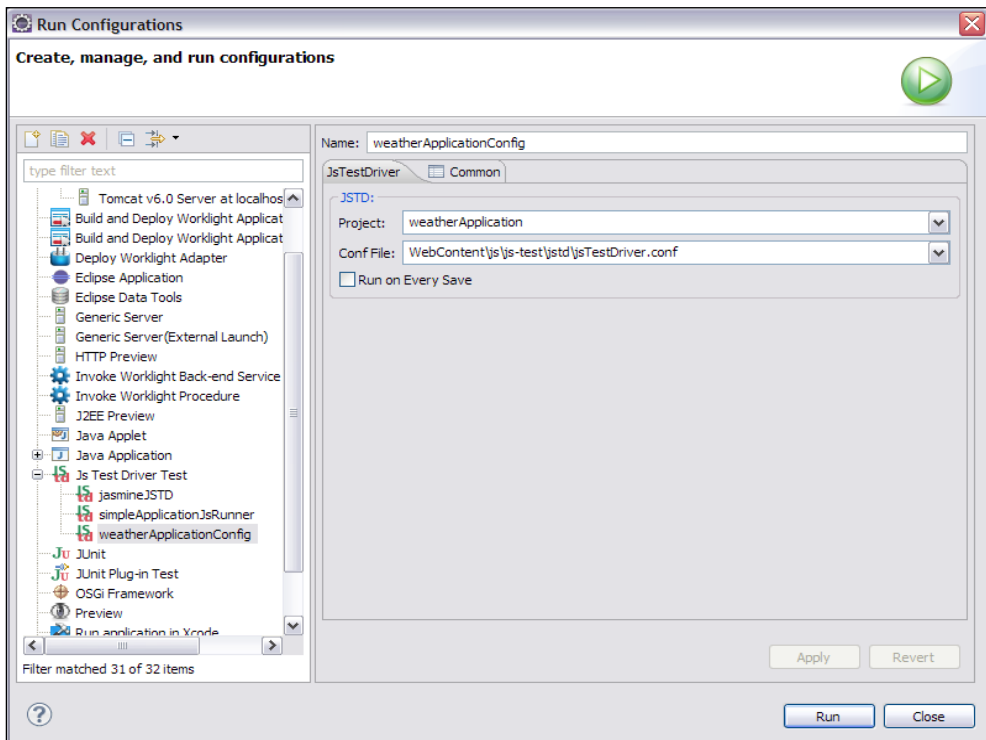 Run Configurations
Create, manage, and run configurations
type filter text
Tomcat v6.0 Server at localhos
Build and Deploy Worklight Applicat
Build and Deploy Worklight Applicat
Deploy Worklight Adapter
Eclipse Application
Eclipse Data Tools
Generic Server
Generic Server(External Launch)
HTTP Preview
Invoke Worklight Back-end Service
Invoke Worklight Procedure
J2EE Preview
Java Applet
Java Application
Js Test Driver Test
jasmineJSTD
simpleApplicationJsRunner
weatherApplicationConfig
JUnit
JUnit Plug-in Test
OSGi Framework
Preview
Run application in Xcode
Filter matched 31 of 32 items
Name: weatherApplicationConfig
JsTestDriver Common
JSTD:
Project: weatherApplication
Conf File: WebContent\js\js-test\jstd\jsTestDriver.conf
Run on Every Save
Apply Revert
Run Close